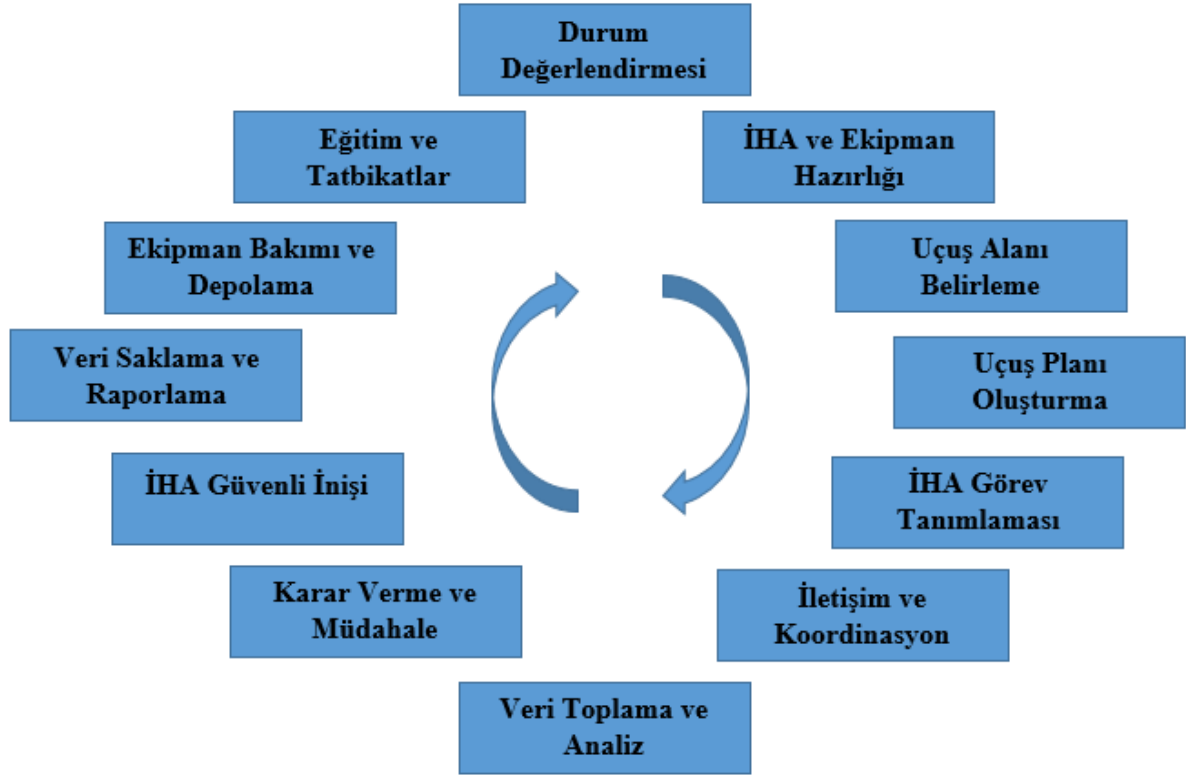 Durum
Değerlendirmesi
İHA ve Ekipman
Hazırlığı
Uçuş Alanı
Belirleme
Uçuş Planı
Oluşturma
İHA Görev
Tanımlaması
İletişim ve
Koordinasyon
Veri Toplama ve
Analiz
Karar Verme ve
Müdahale
İHA Güvenli İnişi
Veri Saklama ve
Raporlama
Ekipman Bakımı ve
Depolama
Eğitim ve
Tatbikatlar